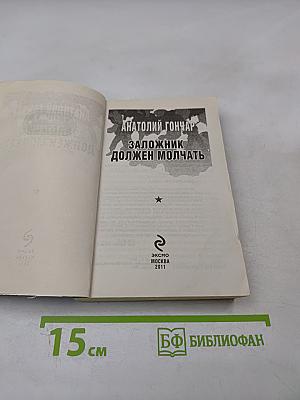 АНАТОЛИЙ ГОНЧАР
ЗАЛОЖНИК
ДОЛЖЕН МОЛЧАТЬ
ЭКСМО
МОСКВА
2011
15 см
БФ БИБЛИОФАН